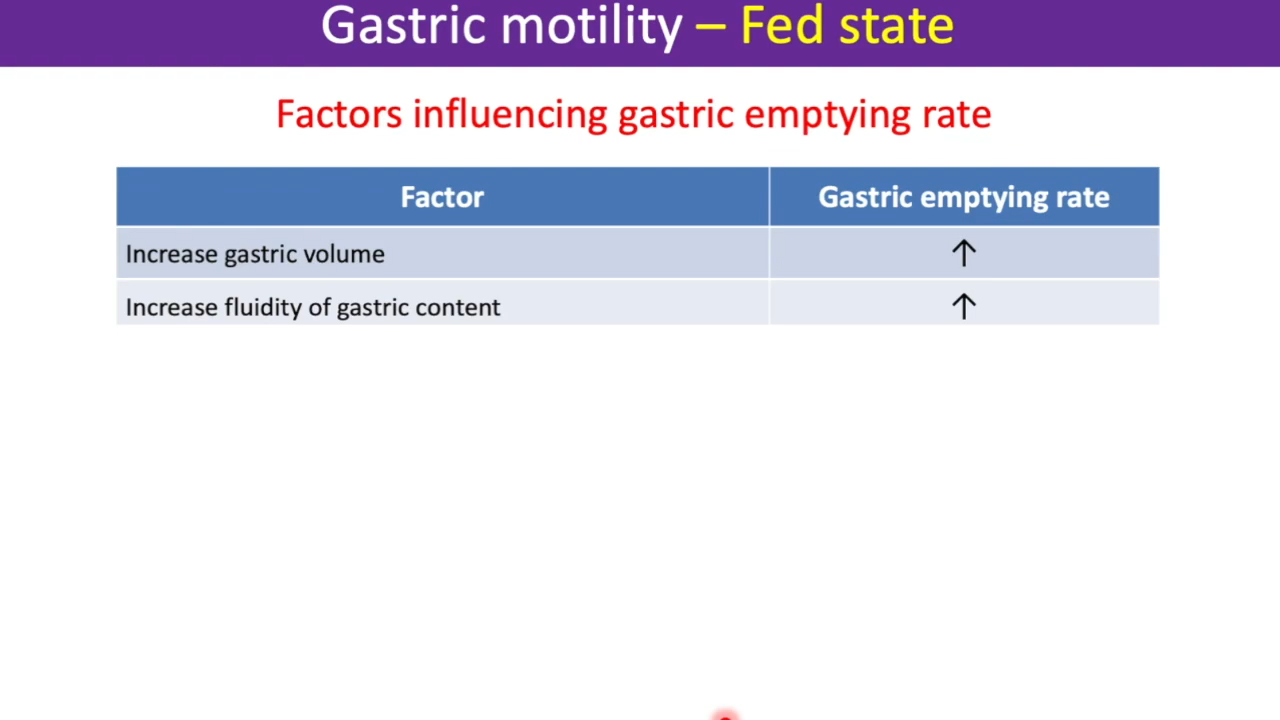 Gastric motility – Fed state
Factors influencing gastric emptying rate
Factor Gastric emptying rate
Increase gastric volume ↑
Increase fluidity of gastric content ↑